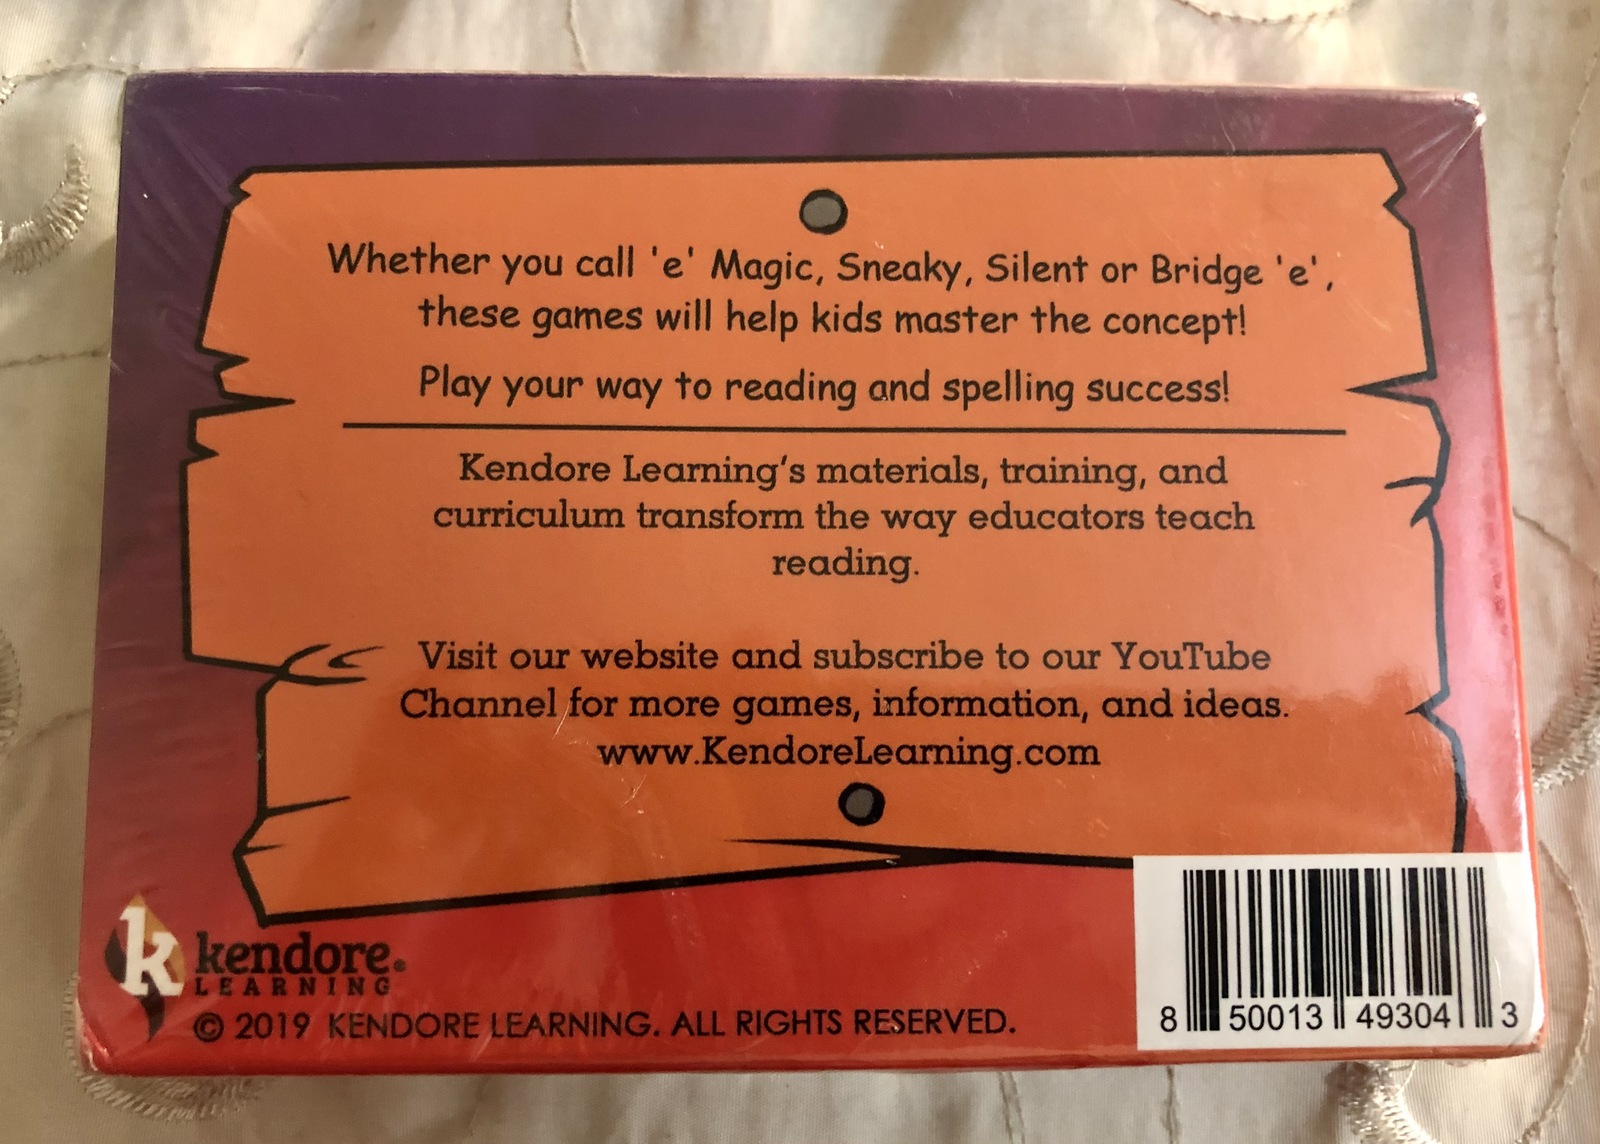 Whether you call 'e' Magic, Sneaky, Silent or Bridge 'e',
these games will help kids master the concept!
Play your way to reading and spelling success!
Kendore Learning's materials, training, and
curriculum transform the way educators teach
reading.
Visit our website and subscribe to our YouTube
Channel for more games, information, and ideas.
www.KendoreLearning.com
k kendore.
LEARNING
© 2019 KENDORE LEARNING. ALL RIGHTS RESERVED.
8 50013 49304 3